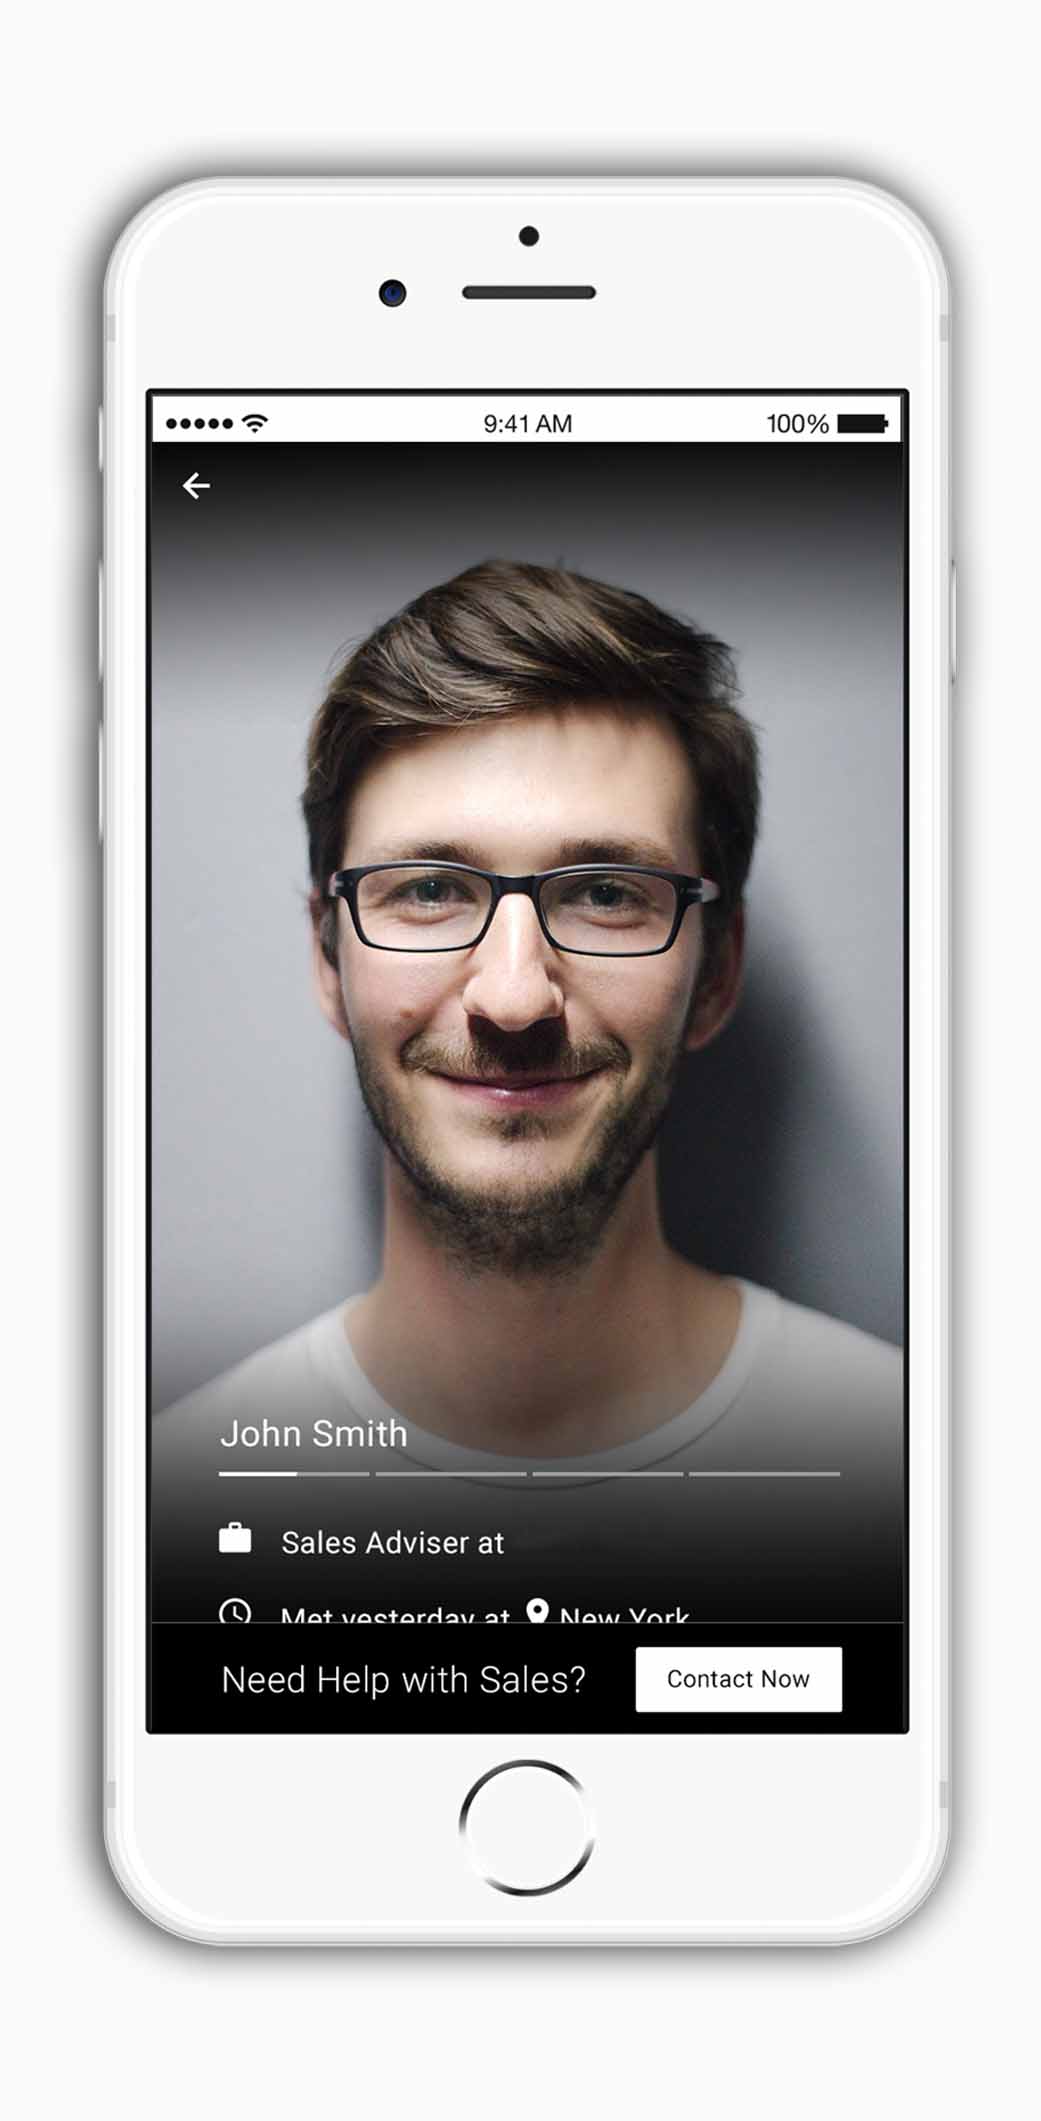 9:41 AM 100%
John Smith
Sales Adviser at
Met yesterday at New York
Need Help with Sales? Contact Now